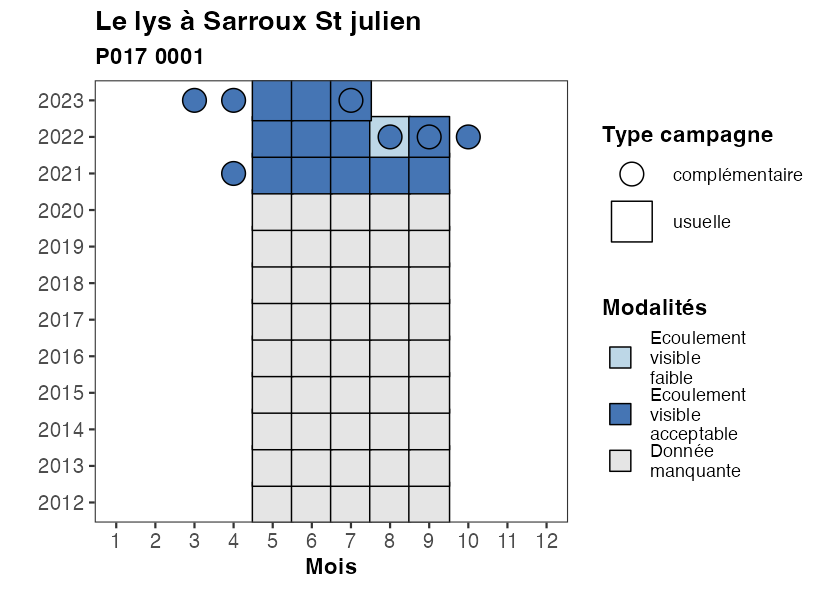 Le lys à Sarroux St julien
P017 0001
2023
2022
2021
2020
2019
2018
2017
2016
2015
2014
2013
2012
1 2 3 4 5 6 7 8 9 10 11 12
Mois
Type campagne
complémentaire
usuelle
Modalités
Ecoulement
visible
faible
Ecoulement
visible
acceptable
Donnée
manquante